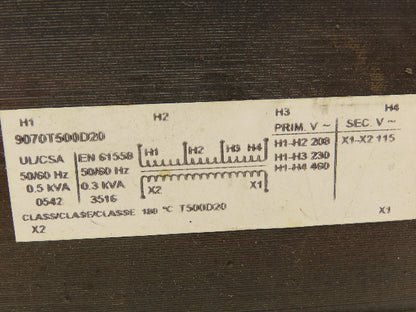 H1 H2 H3 H4
9070T500D20
UL/CSA EN 61558
50/60 Hz 50/60 Hz
0.5 kVA 0.3 kVA
0542 3516
H1 H2 H3 H4
X2 X1
PRIM. V ~ SEC. V ~
H1-H2 208 X1-X2 115
H1-H3 230
H1-H4 460
CLASS/CLASE/CLASSE 180 °C T500D20
X2 X1